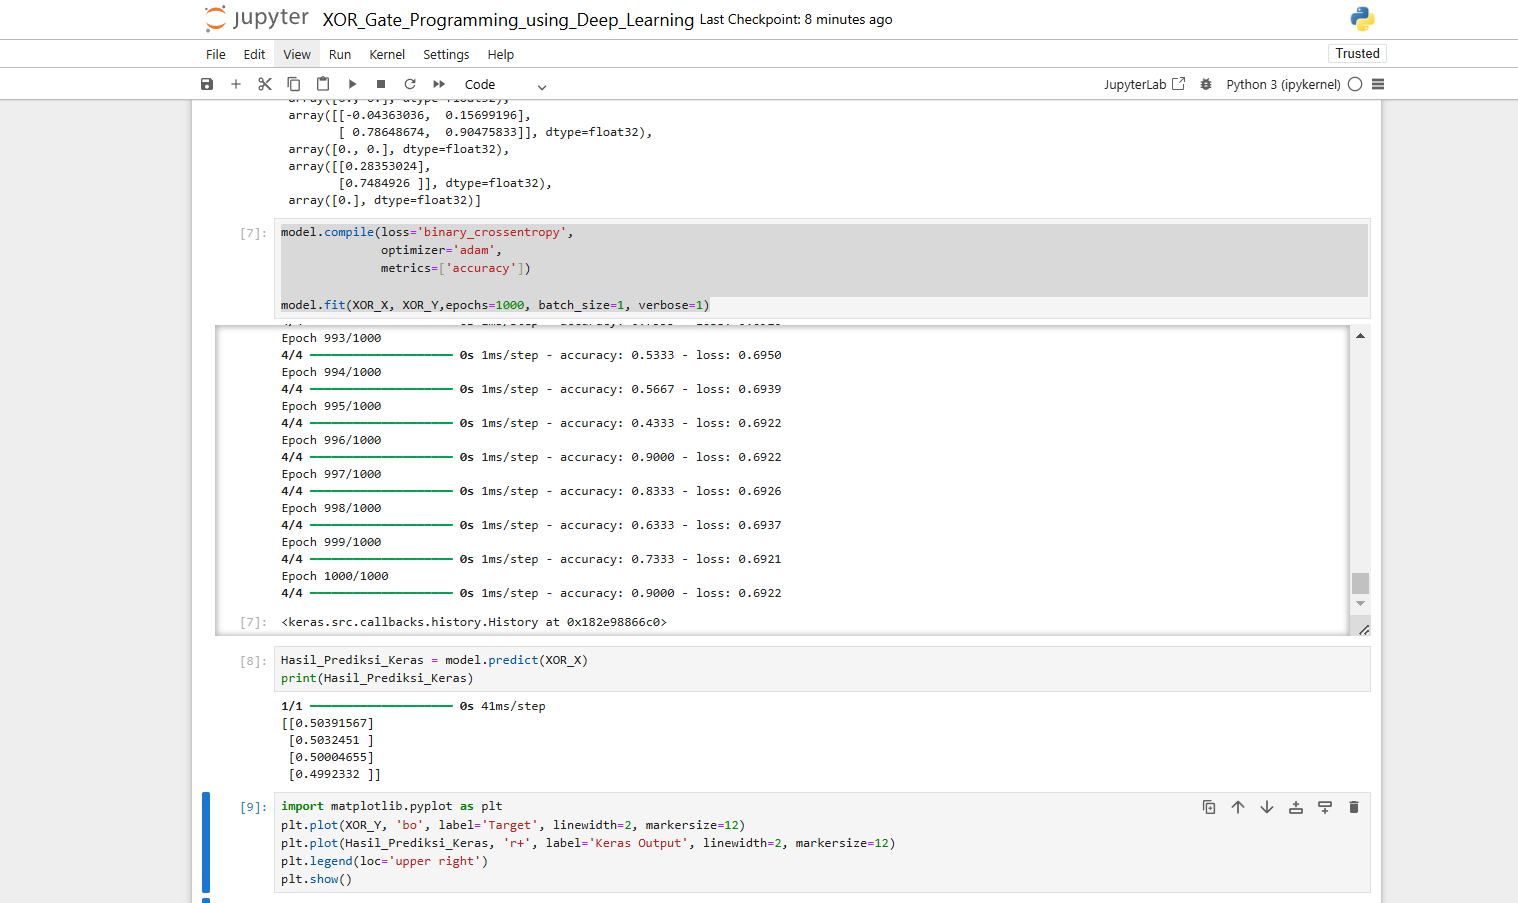 jupyter XOR_Gate_Programming_using_Deep_Learning Last Checkpoint: 8 minutes ago
File Edit View Run Kernel Settings Help Trusted
Code JupyterLab Python 3 (ipykernel)
array([0., 0.], dtype=float32),
array([[-0.04363036,  0.15699196],
[ 0.78648674,  0.90475833]], dtype=float32),
array([0., 0.], dtype=float32),
array([[0.28353024],
[0.7484926 ]], dtype=float32),
array([0.], dtype=float32)]
[7]: model.compile(loss='binary_crossentropy',
optimizer='adam',
metrics=['accuracy'])
model.fit(XOR_X, XOR_Y,epochs=1000, batch_size=1, verbose=1)
Epoch 993/1000
4/4 0s 1ms/step - accuracy: 0.5333 - loss: 0.6950
Epoch 994/1000
4/4 0s 1ms/step - accuracy: 0.5667 - loss: 0.6939
Epoch 995/1000
4/4 0s 1ms/step - accuracy: 0.4333 - loss: 0.6922
Epoch 996/1000
4/4 0s 1ms/step - accuracy: 0.9000 - loss: 0.6922
Epoch 997/1000
4/4 0s 1ms/step - accuracy: 0.8333 - loss: 0.6926
Epoch 998/1000
4/4 0s 1ms/step - accuracy: 0.6333 - loss: 0.6937
Epoch 999/1000
4/4 0s 1ms/step - accuracy: 0.7333 - loss: 0.6921
Epoch 1000/1000
4/4 0s 1ms/step - accuracy: 0.9000 - loss: 0.6922
[7]: <keras.src.callbacks.history.History at 0x182e98866c0>
[8]: Hasil_Prediksi_Keras = model.predict(XOR_X)
print(Hasil_Prediksi_Keras)
1/1 0s 41ms/step
[[0.50391567]
[0.5032451 ]
[0.50004655]
[0.4992332 ]]
[9]: import matplotlib.pyplot as plt
plt.plot(XOR_Y, 'bo', label='Target', linewidth=2, markersize=12)
plt.plot(Hasil_Prediksi_Keras, 'r+', label='Keras Output', linewidth=2, markersize=12)
plt.legend(loc='upper right')
plt.show()